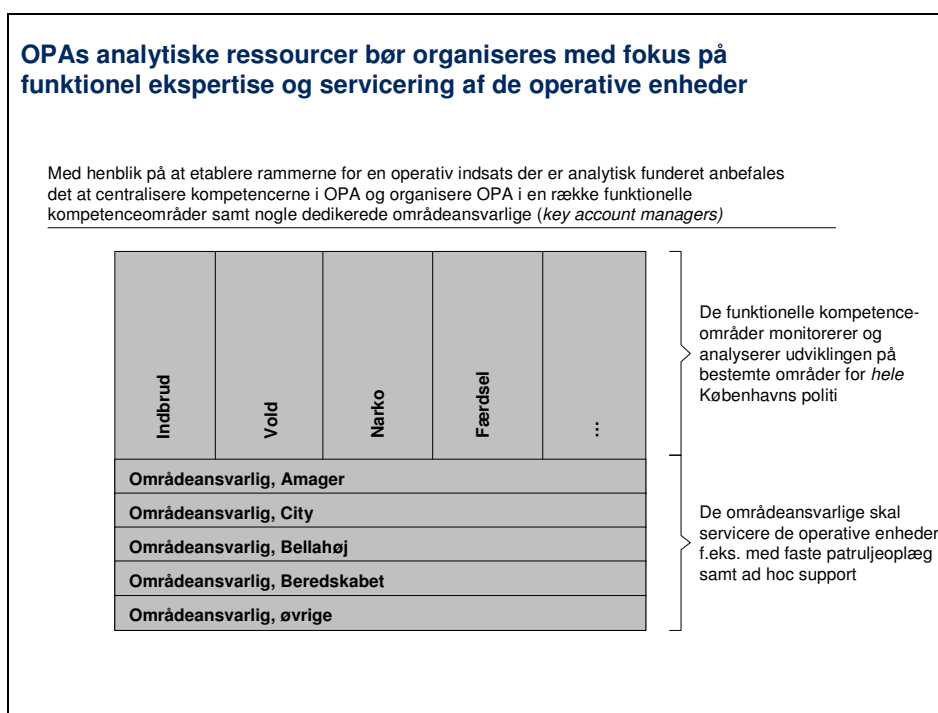 OPAs analytiske ressourcer bør organiseres med fokus på
funktionel ekspertise og servicering af de operative enheder
Med henblik på at etablere rammerne for en operativ indsats der er analytisk funderet anbefales
det at centralisere kompetencerne i OPA og organisere OPA i en række funktionelle
kompetenceområder samt nogle dedikerede områdeansvarlige (key account managers)
Indbrud
Vold
Narko
Færdsel
...
De funktionelle kompetence-
områder monitorerer og
analyserer udviklingen på
bestemte områder for hele
Københavns politi
Områdeansvarlig, Amager
Områdeansvarlig, City
Områdeansvarlig, Bellahøj
Områdeansvarlig, Beredskabet
Områdeansvarlig, øvrige
De områdeansvarlige skal
servicere de operative enheder
f.eks. med faste patruljeoplæg
samt ad hoc support